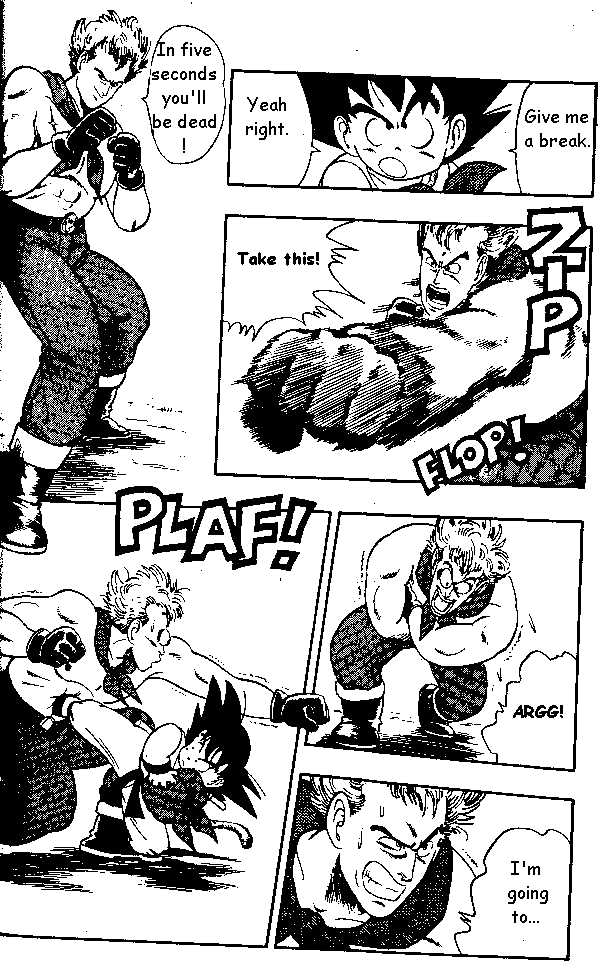 In five
seconds
you'll
be dead
!
Yeah
right.
Give me
a break.
Take this!
ZIP
FLOP!
PLAF!
ARGG!
I'm
going
to...